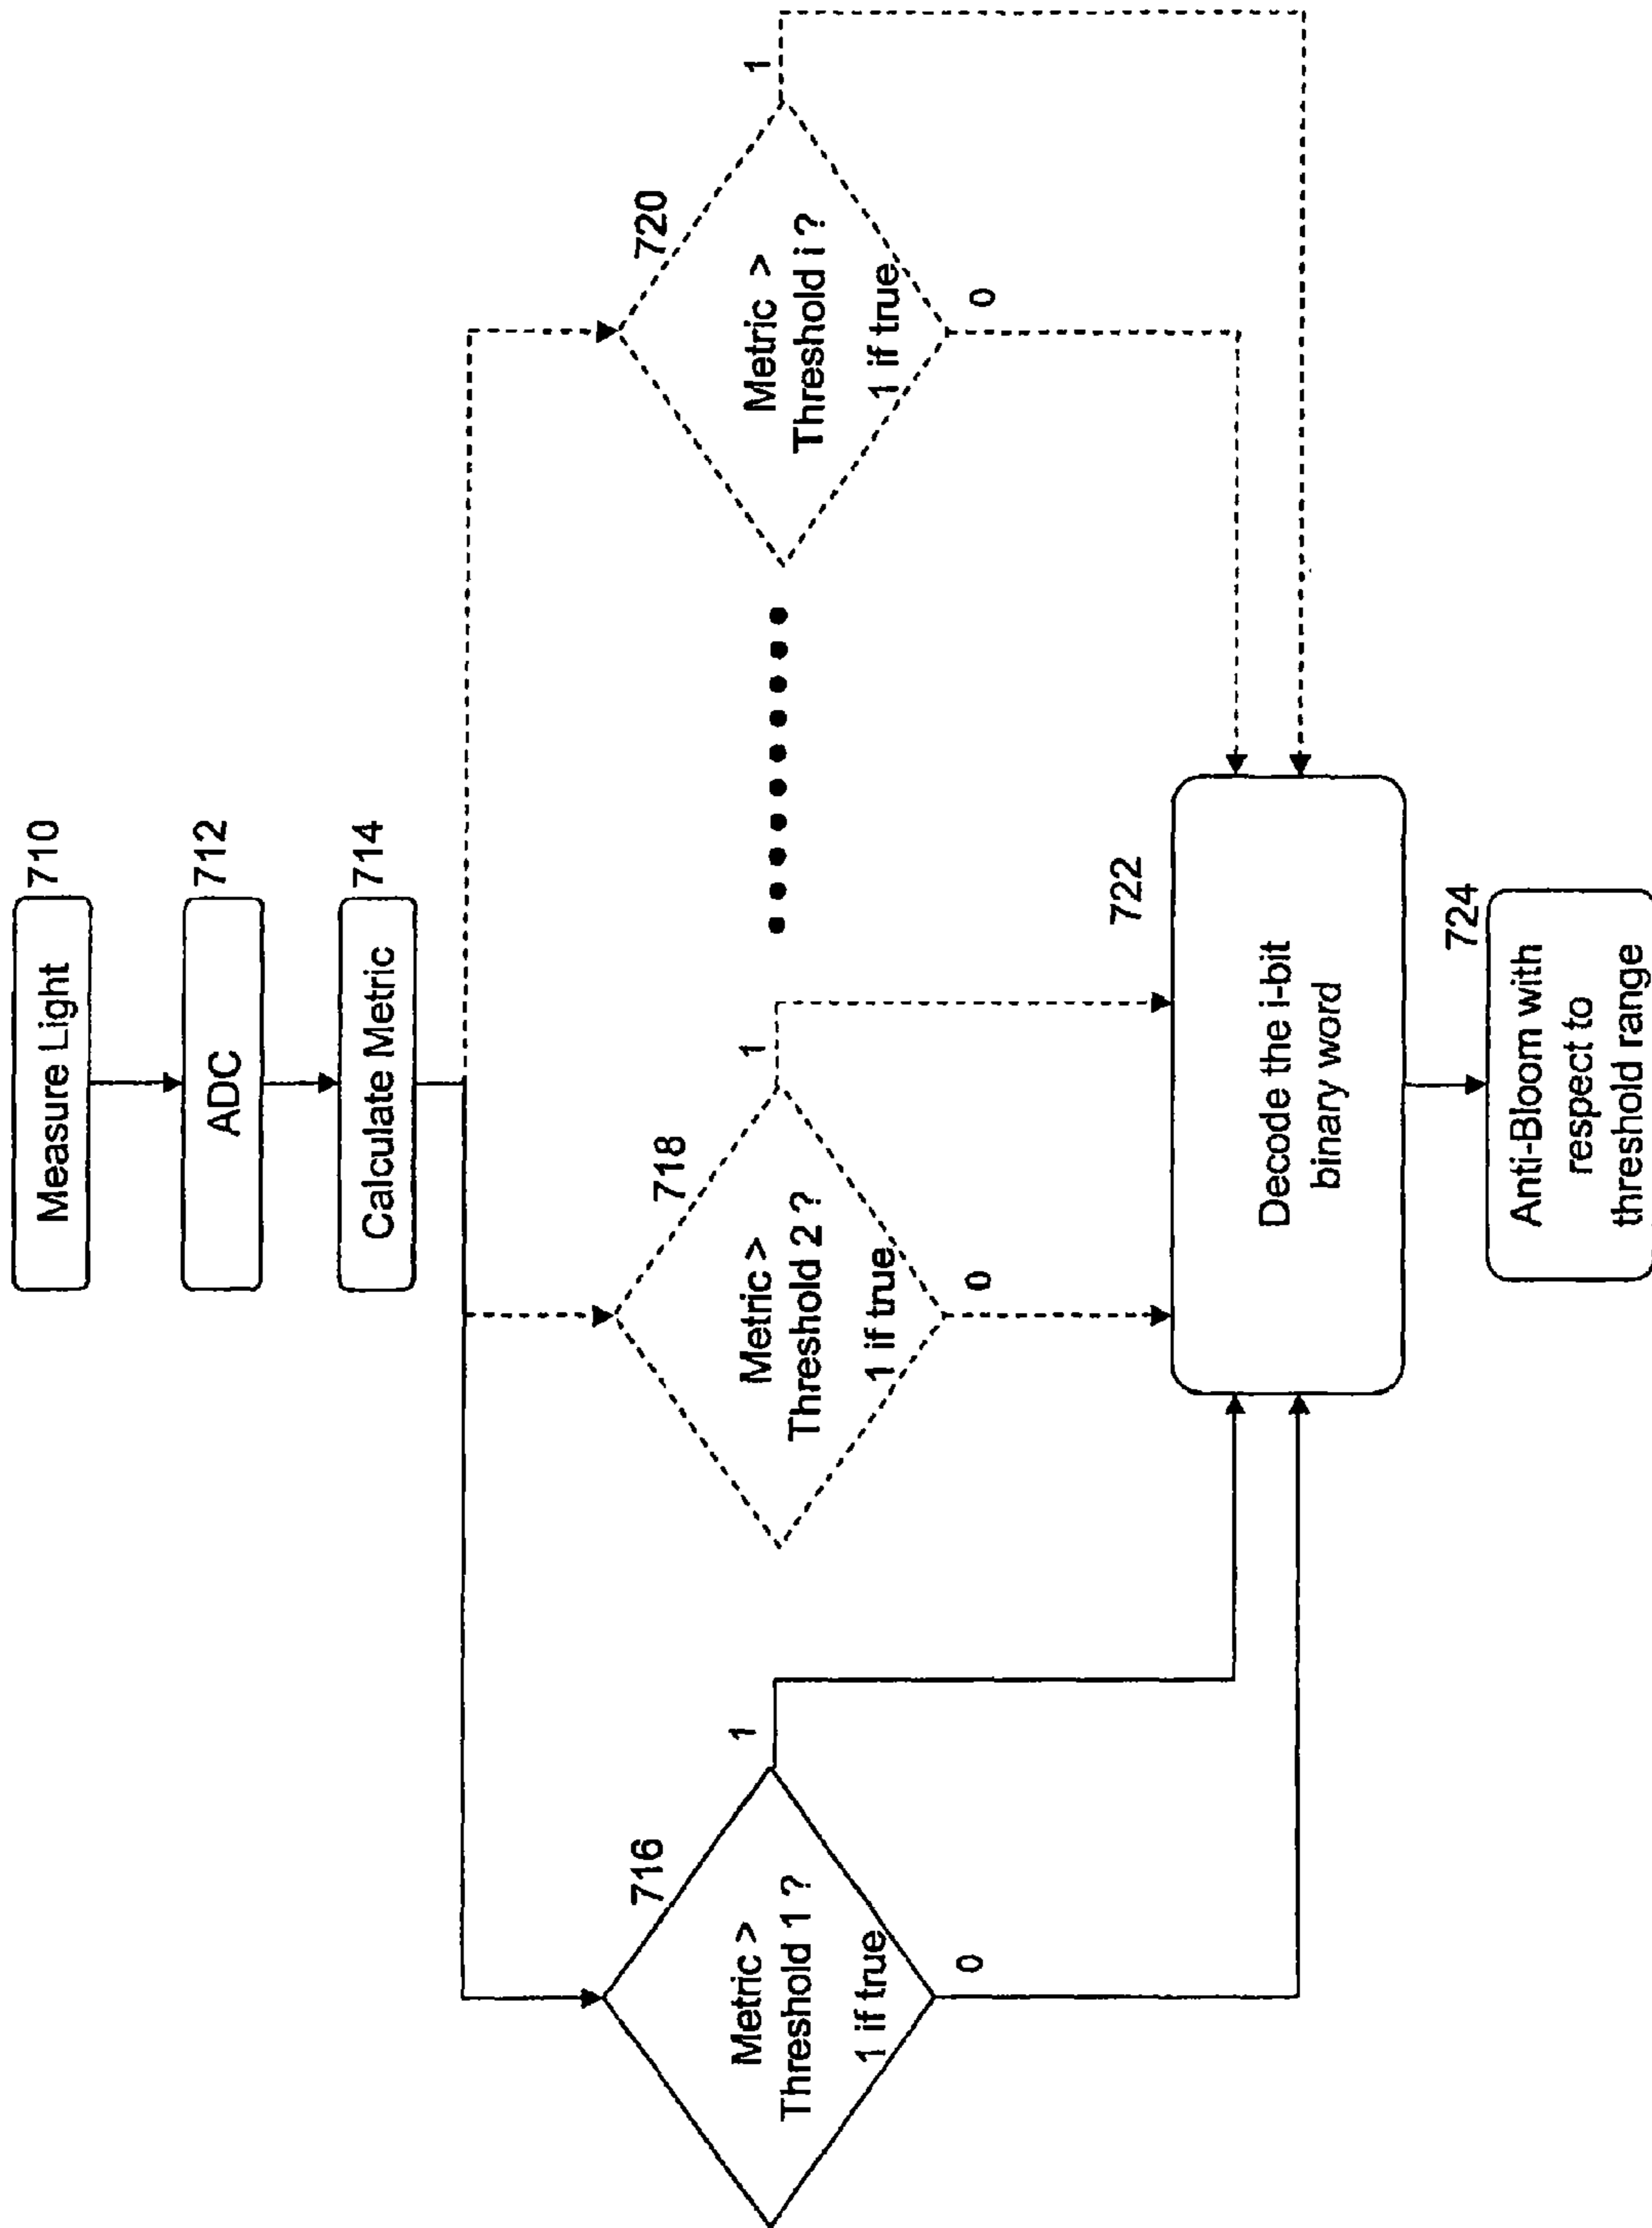 Measure Light
710
ADC
712
Calculate Metric
714
716
Metric >
Threshold 1 ?
1 if true
1
0
718
Metric >
Threshold 2 ?
1 if true
1
0
720
Metric >
Threshold i ?
1 if true
1
0
722
Decode the i-bit
binary word
724
Anti-Bloom with
respect to
threshold range